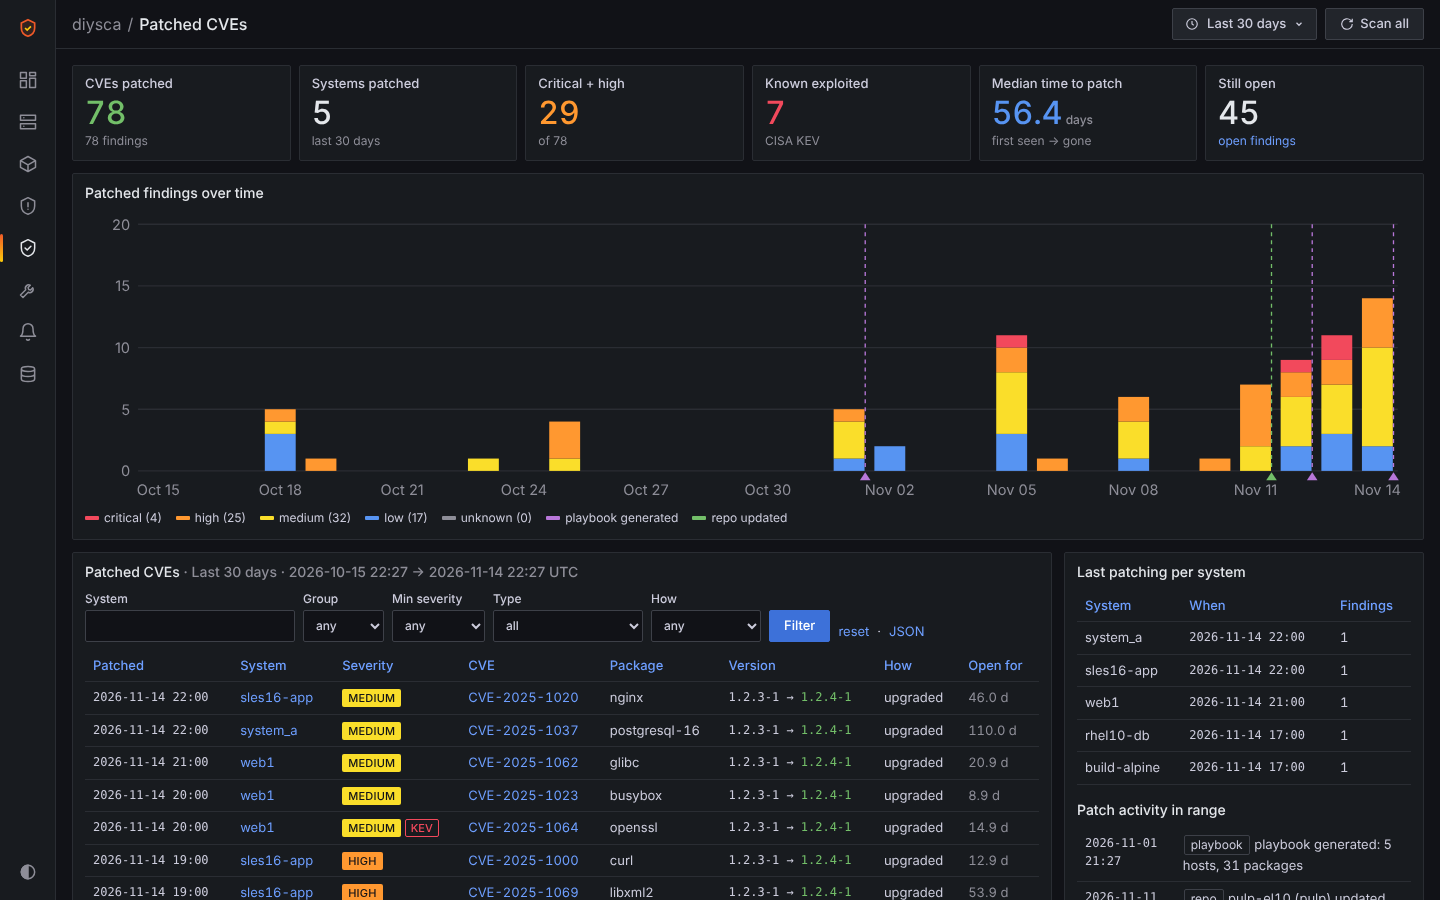 diysca / Patched CVEs
Last 30 days
Scan all
CVEs patched
78
78 findings
Systems patched
5
last 30 days
Critical + high
29
of 78
Known exploited
7
CISA KEV
Median time to patch
56.4 days
first seen → gone
Still open
45
open findings
Patched findings over time
20
15
10
5
0
Oct 15 Oct 18 Oct 21 Oct 24 Oct 27 Oct 30 Nov 02 Nov 05 Nov 08 Nov 11 Nov 14
critical (4) high (25) medium (32) low (17) unknown (0) playbook generated repo updated
Patched CVEs · Last 30 days · 2026-10-15 22:27 → 2026-11-14 22:27 UTC
System Group Min severity Type How
any any all any Filter reset · JSON
Patched System Severity CVE Package Version How Open for
2026-11-14 22:00 sles16-app MEDIUM CVE-2025-1020 nginx 1.2.3-1 → 1.2.4-1 upgraded 46.0 d
2026-11-14 22:00 system_a MEDIUM CVE-2025-1037 postgresql-16 1.2.3-1 → 1.2.4-1 upgraded 110.0 d
2026-11-14 21:00 web1 MEDIUM CVE-2025-1062 glibc 1.2.3-1 → 1.2.4-1 upgraded 20.9 d
2026-11-14 20:00 web1 MEDIUM CVE-2025-1023 busybox 1.2.3-1 → 1.2.4-1 upgraded 8.9 d
2026-11-14 20:00 web1 MEDIUM KEV CVE-2025-1064 openssl 1.2.3-1 → 1.2.4-1 upgraded 14.9 d
2026-11-14 19:00 sles16-app HIGH CVE-2025-1000 curl 1.2.3-1 → 1.2.4-1 upgraded 12.9 d
2026-11-14 19:00 sles16-app HIGH CVE-2025-1069 libxml2 1.2.3-1 → 1.2.4-1 upgraded 53.9 d
Last patching per system
System When Findings
system_a 2026-11-14 22:00 1
sles16-app 2026-11-14 22:00 1
web1 2026-11-14 21:00 1
rhel10-db 2026-11-14 17:00 1
build-alpine 2026-11-14 17:00 1
Patch activity in range
2026-11-01 playbook playbook generated: 5
21:27 hosts, 31 packages
2026-11-11 repo pulp-el10 (pulp) updated